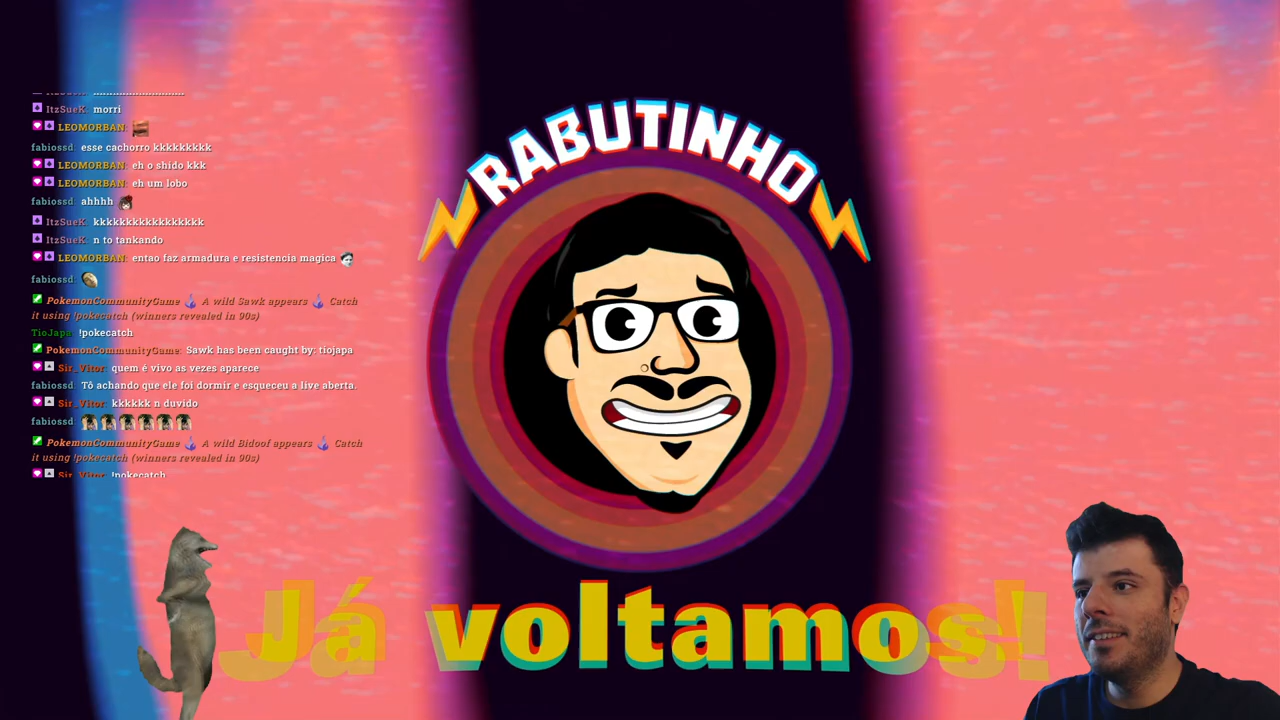 RABUTINHO
ItzSueK: morri
LEOMORBAN:
fabiossd: esse cachorro kkkkkkkkk
LEOMORBAN: eh o shido kkk
LEOMORBAN: eh um lobo
fabiossd: ahhhh
ItzSueK: kkkkkkkkkkkkkkkkk
ItzSueK: n to tankando
LEOMORBAN: entao faz armadura e resistencia magica
fabiossd:
PokemonCommunityGame A wild Sawk appears Catch
it using !pokecatch (winners revealed in 90s)
TioJapa: !pokecatch
PokemonCommunityGame: Sawk has been caught by: tiojapa
Sir_Vitor: quem é vivo as vezes aparece
fabiossd: Tô achando que ele foi dormir e esqueceu a live aberta.
Sir_Vitor: kkkkkk n duvido
fabiossd:
PokemonCommunityGame A wild Bidoof appears Catch
it using !pokecatch (winners revealed in 90s)
Sir_Vitor: !pokecatch
Já voltamos!